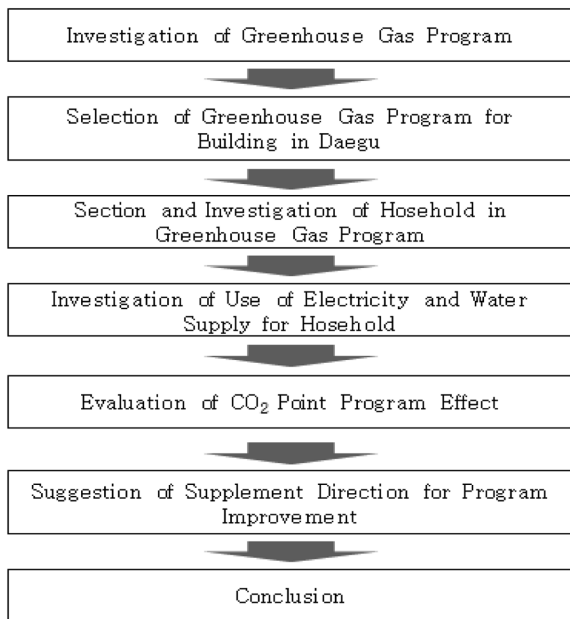 Investigation of Greenhouse Gas Program
Selection of Greenhouse Gas Program for
Building in Daegu
Section and Investigation of Hosehold in
Greenhouse Gas Program
Investigation of Use of Electricity and Water
Supply for Hosehold
Evaluation of CO₂ Point Program Effect
Suggestion of Supplement Direction for Program
Improvement
Conclusion